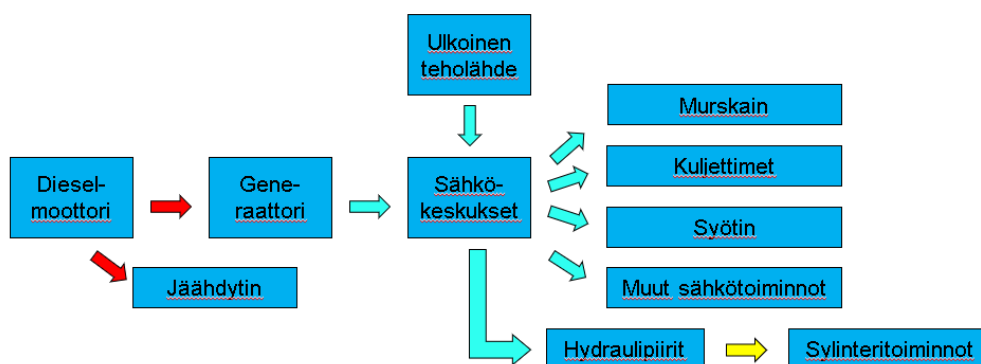 Ulkoinen
teholähde
Murskain
Kuljettimet
Diesel-
moottori
Gene-
raattori
Sähkö-
keskukset
Syötin
Jäähdytin
Muut sähkötoiminnot
Hydraulipiirit
Sylinteritoiminnot